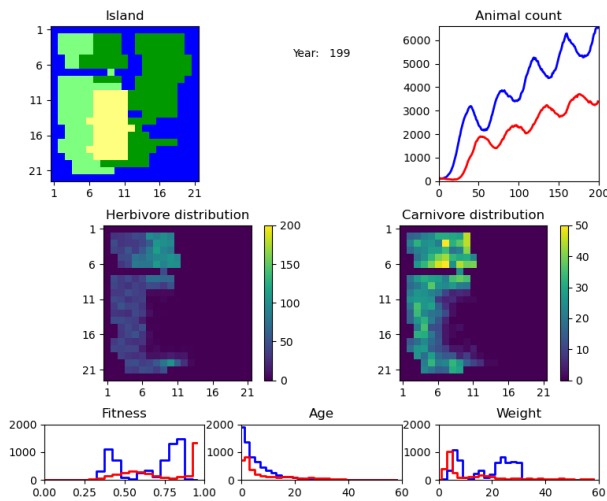 Island
1
6
11
16
21
1 6 11 16 21
Year: 199
Animal count
6000
5000
4000
3000
2000
1000
0
0 50 100 150 200
Herbivore distribution
1
6
11
16
21
1 6 11 16 21
200
150
100
50
0
Carnivore distribution
1
6
11
16
21
1 6 11 16 21
50
40
30
20
10
0
Fitness
2000
1000
0
0.00 0.25 0.50 0.75 1.00
Age
2000
1000
0
0 20 40 60
Weight
2000
1000
0
0 20 40 60